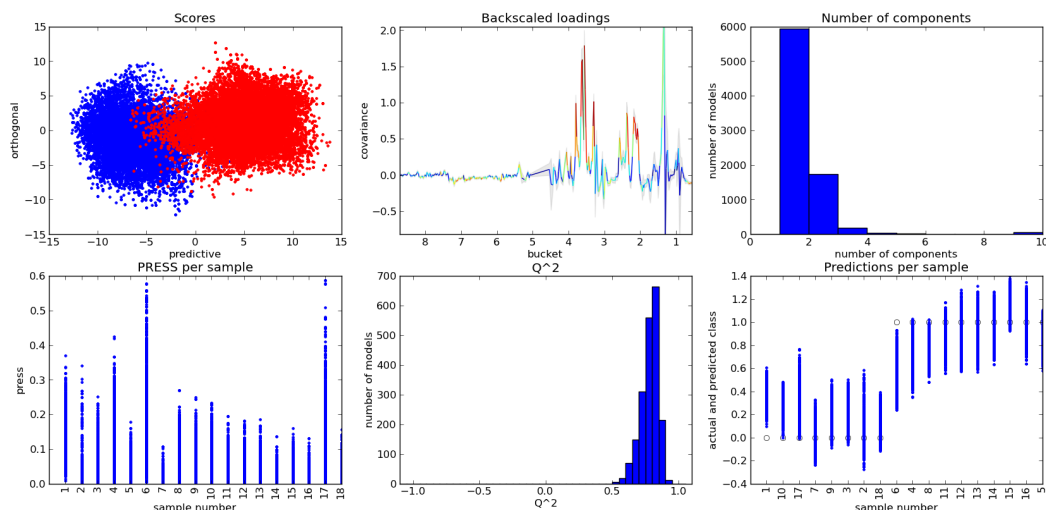 Scores
15
10
5
0
−5
−10
−15
−15 −10 −5 0 5 10 15
orthogonal
predictive
Backscaled loadings
2.0
1.5
1.0
0.5
0.0
−0.5
8 7 6 5 4 3 2 1
covariance
bucket
Number of components
6000
5000
4000
3000
2000
1000
0
0 2 4 6 8 10
number of models
number of components
PRESS per sample
0.6
0.5
0.4
0.3
0.2
0.1
0.0
1 2 3 4 5 6 7 8 9 10 11 12 13 14 15 16 17 18
press
sample number
Q^2
700
600
500
400
300
200
100
0
−1.0 −0.5 0.0 0.5 1.0
number of models
Q^2
Predictions per sample
1.4
1.2
1.0
0.8
0.6
0.4
0.2
0.0
−0.2
−0.4
1 10 17 7 9 3 2 18 6 4 8 11 12 13 14 15 16 5
actual and predicted class
sample number